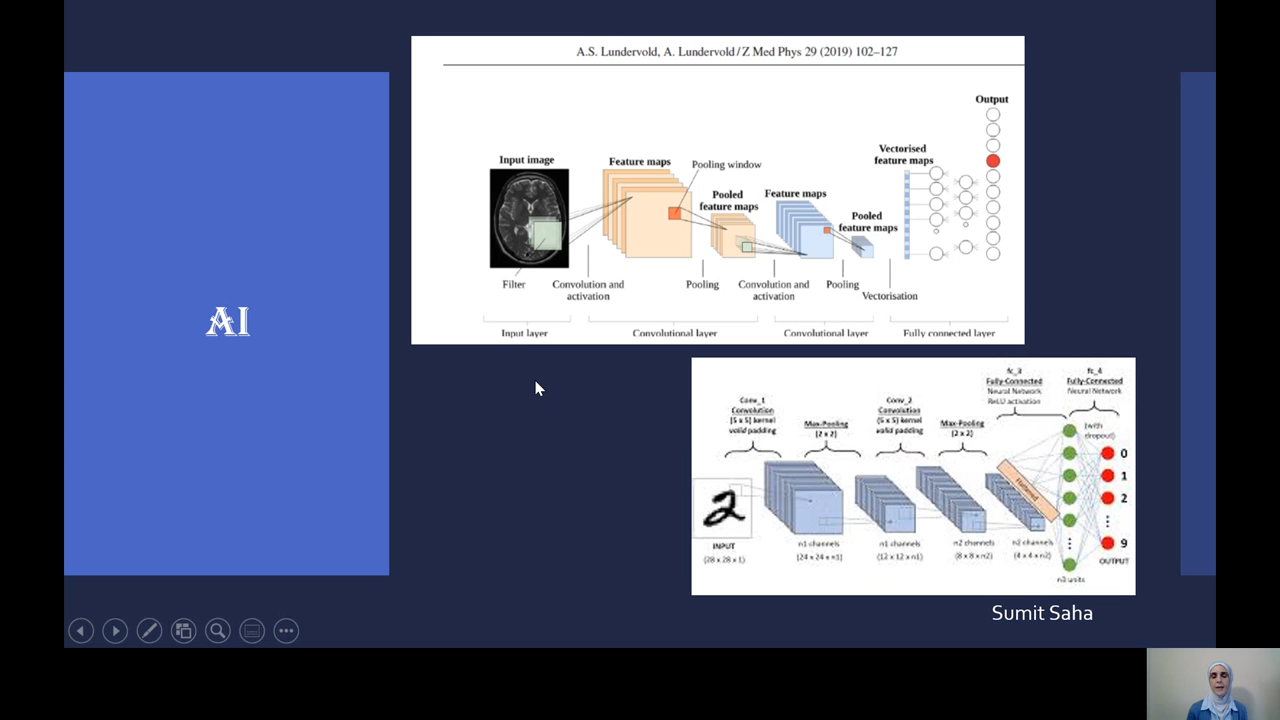 AI
A.S. Lundervold, A. Lundervold / Z Med Phys 29 (2019) 102–127
Output
Input image
Feature maps
Pooling window
Pooled
feature maps
Feature maps
Pooled
feature maps
Vectorised
feature maps
Filter
Convolution and
activation
Pooling
Convolution and
activation
Pooling
Vectorisation
Input layer
Convolutional layer
Convolutional layer
Fully connected layer
Conv_1
Convolution
(5 x 5) kernel
valid padding
Max-Pooling
(2 x 2)
Conv_2
Convolution
(5 x 5) kernel
valid padding
Max-Pooling
(2 x 2)
fc_3
Fully-Connected
Neural Network
ReLU activation
fc_4
Fully-Connected
Neural Network
(with
dropout)
2
Flattened
0
1
2
9
INPUT
(28 x 28 x 1)
n1 channels
(24 x 24 x n1)
n1 channels
(12 x 12 x n1)
n2 channels
(8 x 8 x n2)
n2 channels
(4 x 4 x n2)
n3 units
OUTPUT
Sumit Saha